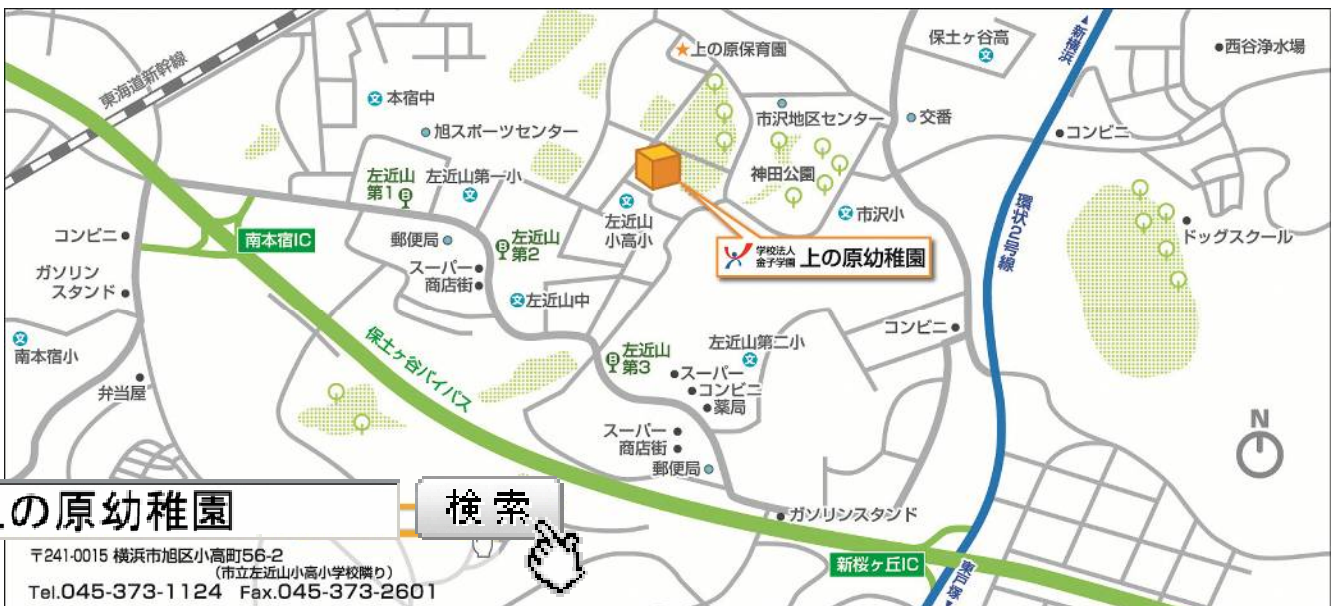 東海道新幹線
本宿中
旭スポーツセンター
上の原保育園
市沢地区センター
交番
保土ヶ谷高
▲新横浜
西谷浄水場
コンビニ
左近山
第1
左近山第一小
神田公園
市沢小
環状2号線
ドッグスクール
コンビニ
南本宿IC
郵便局
左近山
第2
左近山
小高小
学校法人
金子学園
上の原幼稚園
スーパー
商店街
ガソリン
スタンド
左近山中
南本宿小
弁当屋
保土ヶ谷バイパス
左近山
第3
左近山第二小
スーパー
コンビニ
薬局
コンビニ
スーパー
商店街
郵便局
N
の原幼稚園
検索
ガソリンスタンド
新桜ヶ丘IC
東戸塚▼
〒241-0015 横浜市旭区小高町56-2
(市立左近山小高小学校隣り)
Tel.045-373-1124 Fax.045-373-2601